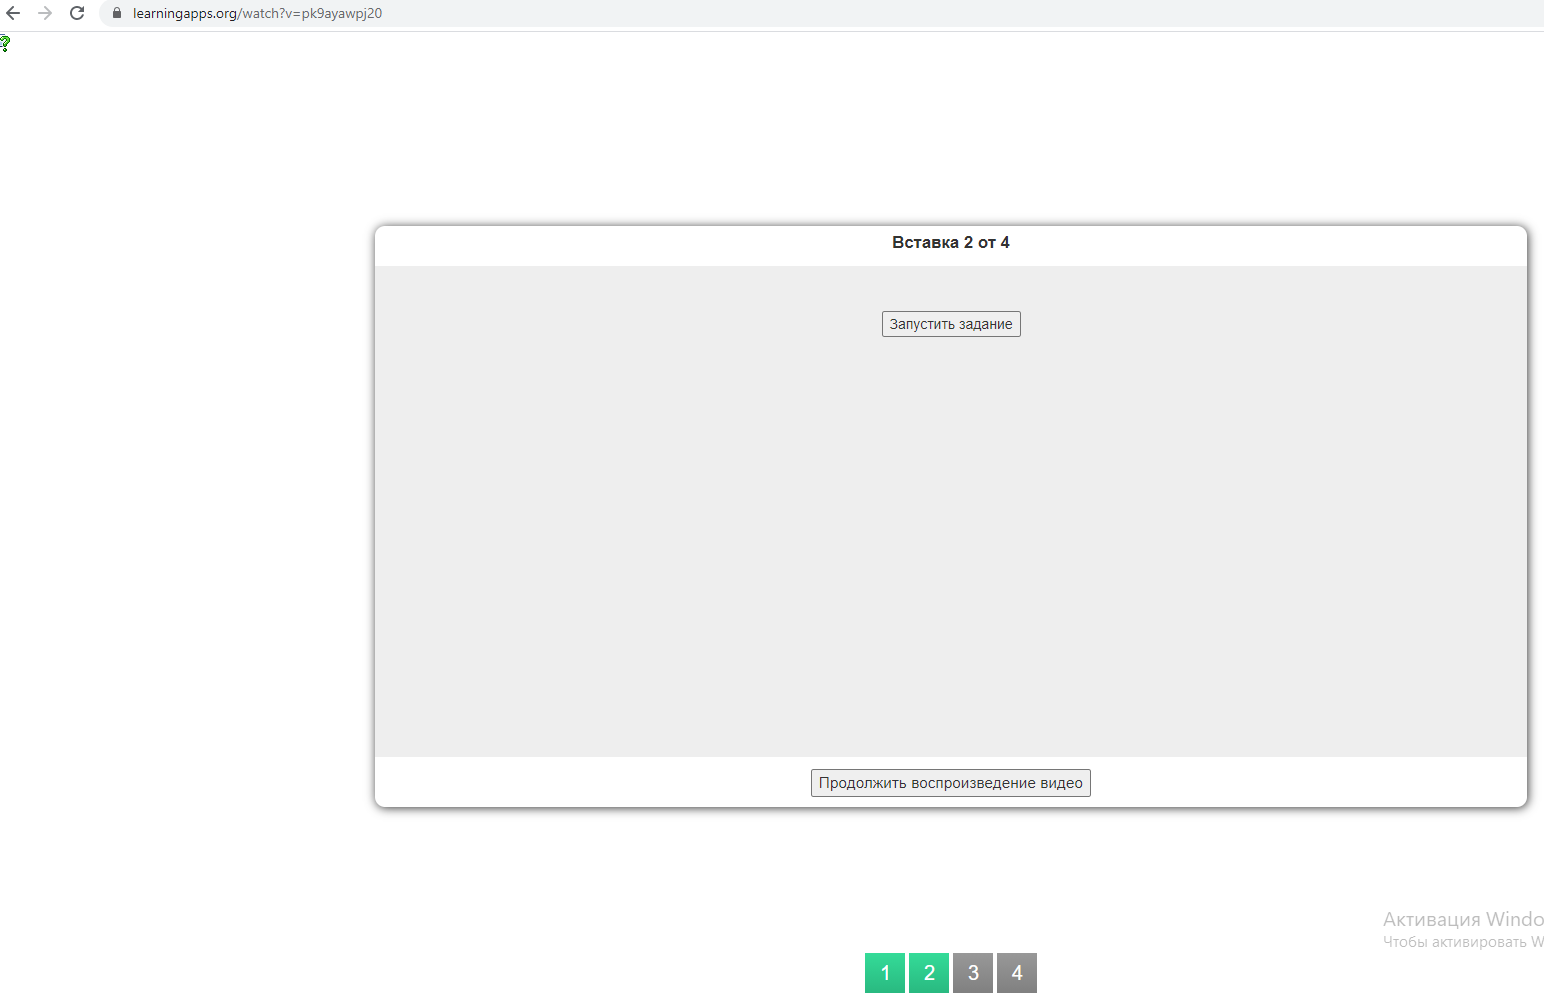 learningapps.org/watch?v=pk9ayawpj20
Вставка 2 от 4
Запустить задание
Продолжить воспроизведение видео
Активация Windo
Чтобы активировать W
1 2 3 4